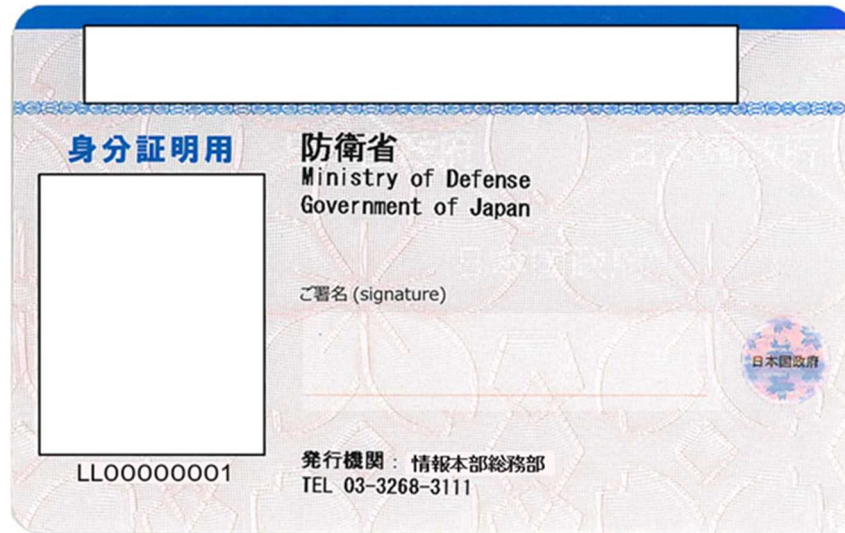 身分証明用
防衛省
Ministry of Defense
Government of Japan
ご署名 (signature)
日本国政府
LL00000001
発行機関： 情報本部総務部
TEL 03-3268-3111